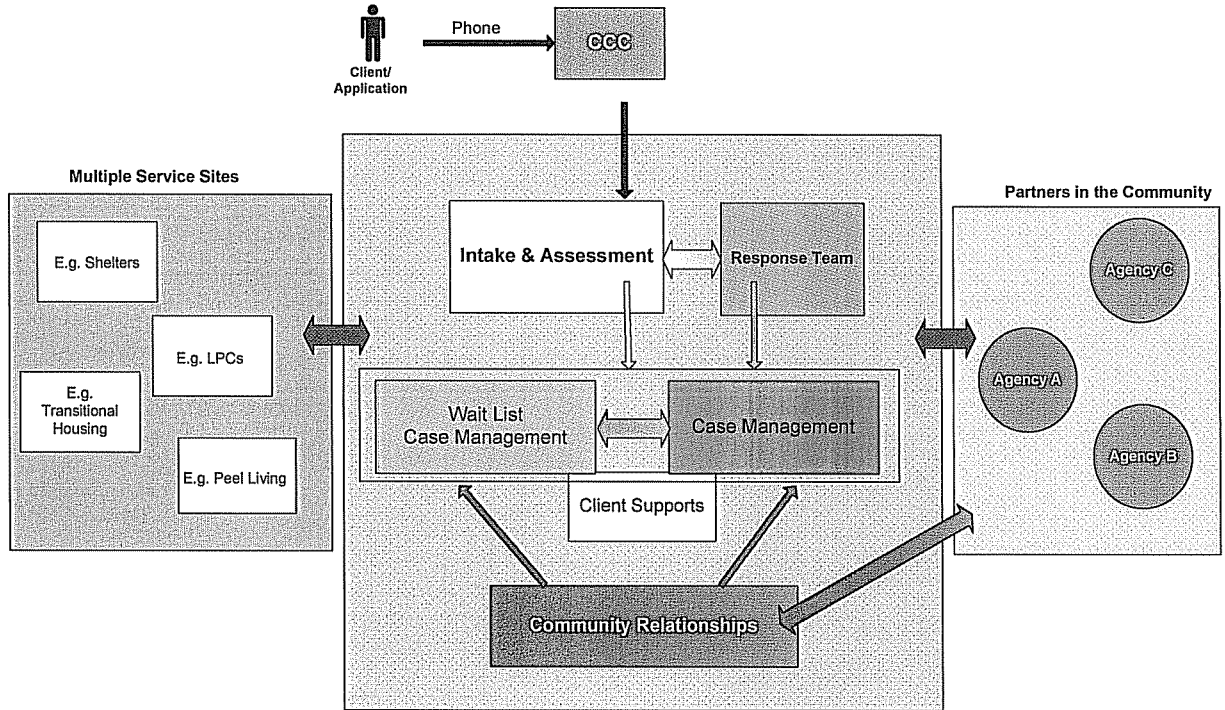 Phone
CCC
Client/
Application
Multiple Service Sites
Partners in the Community
E.g. Shelters
E.g. LPCs
E.g.
Transitional
Housing
E.g. Peel Living
Intake & Assessment
Response Team
Wait List
Case Management
Case Management
Client Supports
Community Relationships
Agency C
Agency A
Agency B